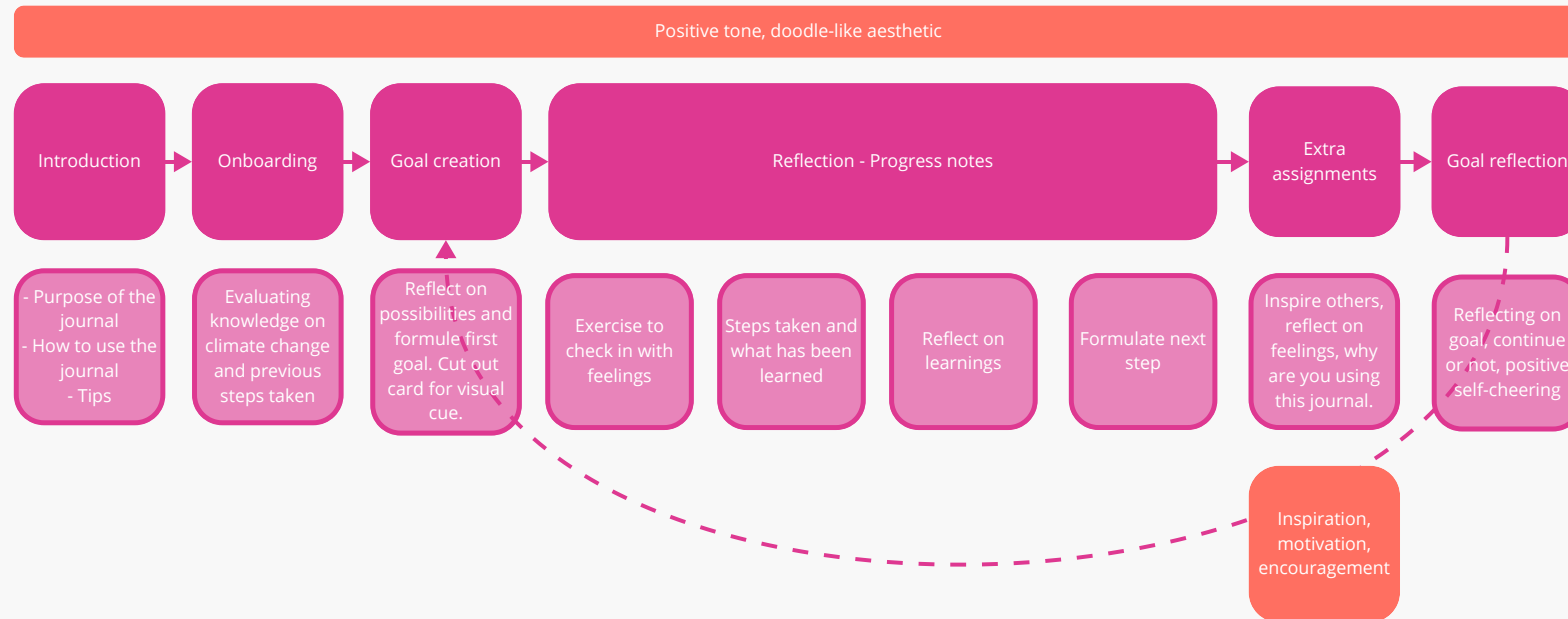 Positive tone, doodle-like aesthetic
Introduction
Onboarding
Goal creation
Reflection - Progress notes
Extra
assignments
Goal reflection
- Purpose of the
journal
- How to use the
journal
- Tips
Evaluating
knowledge on
climate change
and previous
steps taken
Reflect on
possibilities and
formule first
goal. Cut out
card for visual
cue.
Exercise to
check in with
feelings
Steps taken and
what has been
learned
Reflect on
learnings
Formulate next
step
Inspire others,
reflect on
feelings, why
are you using
this journal.
Reflecting on
goal, continue
or not, positive
self-cheering
Inspiration,
motivation,
encouragement